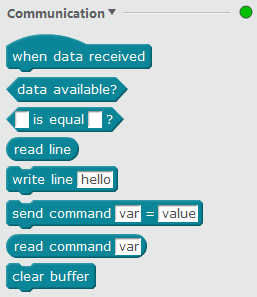 Communication
when data received
data available?
is equal ?
read line
write line hello
send command var = value
read command var
clear buffer